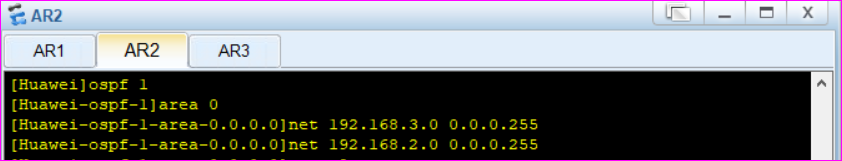 AR2
X
AR1
AR2
AR3
[Huawei]ospf 1
[Huawei-ospf-1]area 0
[Huawei-ospf-1-area-0.0.0.0]net 192.168.3.0 0.0.0.255
[Huawei-ospf-1-area-0.0.0.0]net 192.168.2.0 0.0.0.255